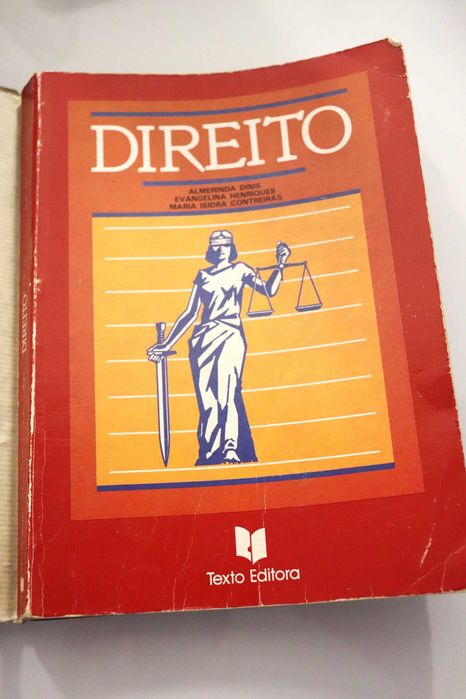 DIREITO
ALMERINDA DINIS
EVANGELINA HENRIQUES
MARIA ISIDRA CONTREIRAS
Texto Editora
DIREITO